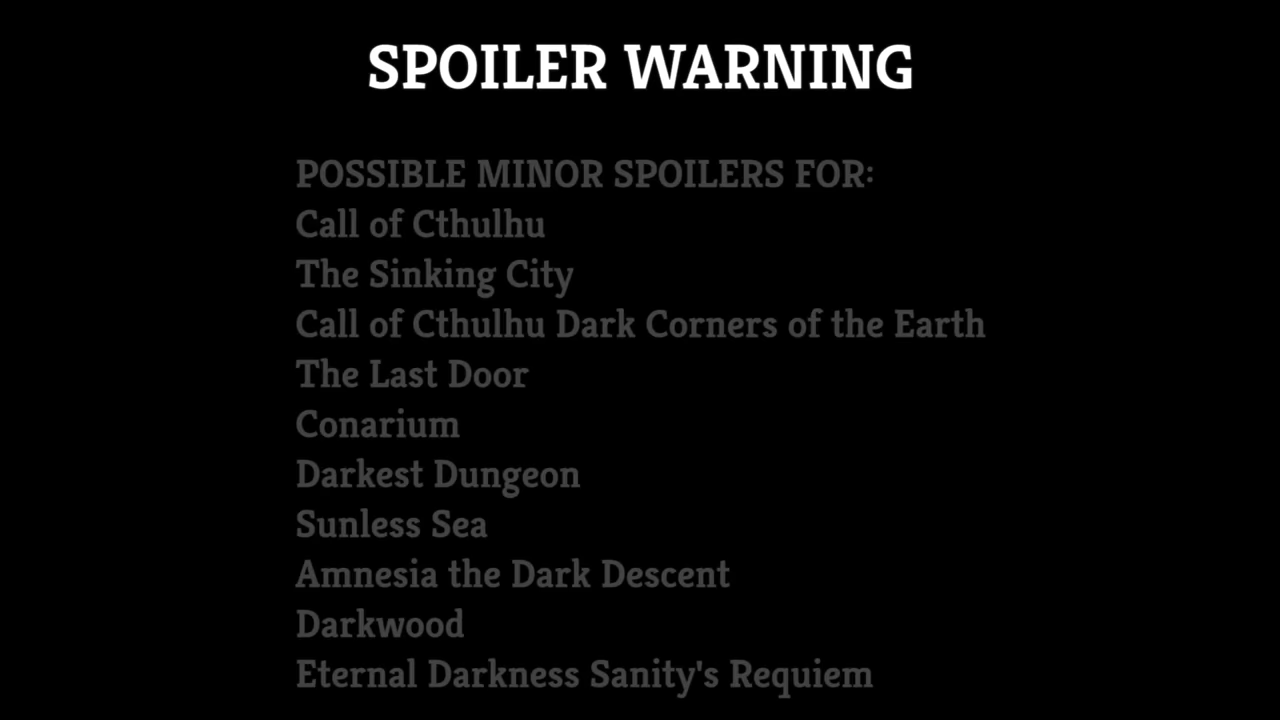 SPOILER WARNING
POSSIBLE MINOR SPOILERS FOR:
Call of Cthulhu
The Sinking City
Call of Cthulhu Dark Corners of the Earth
The Last Door
Conarium
Darkest Dungeon
Sunless Sea
Amnesia the Dark Descent
Darkwood
Eternal Darkness Sanity's Requiem